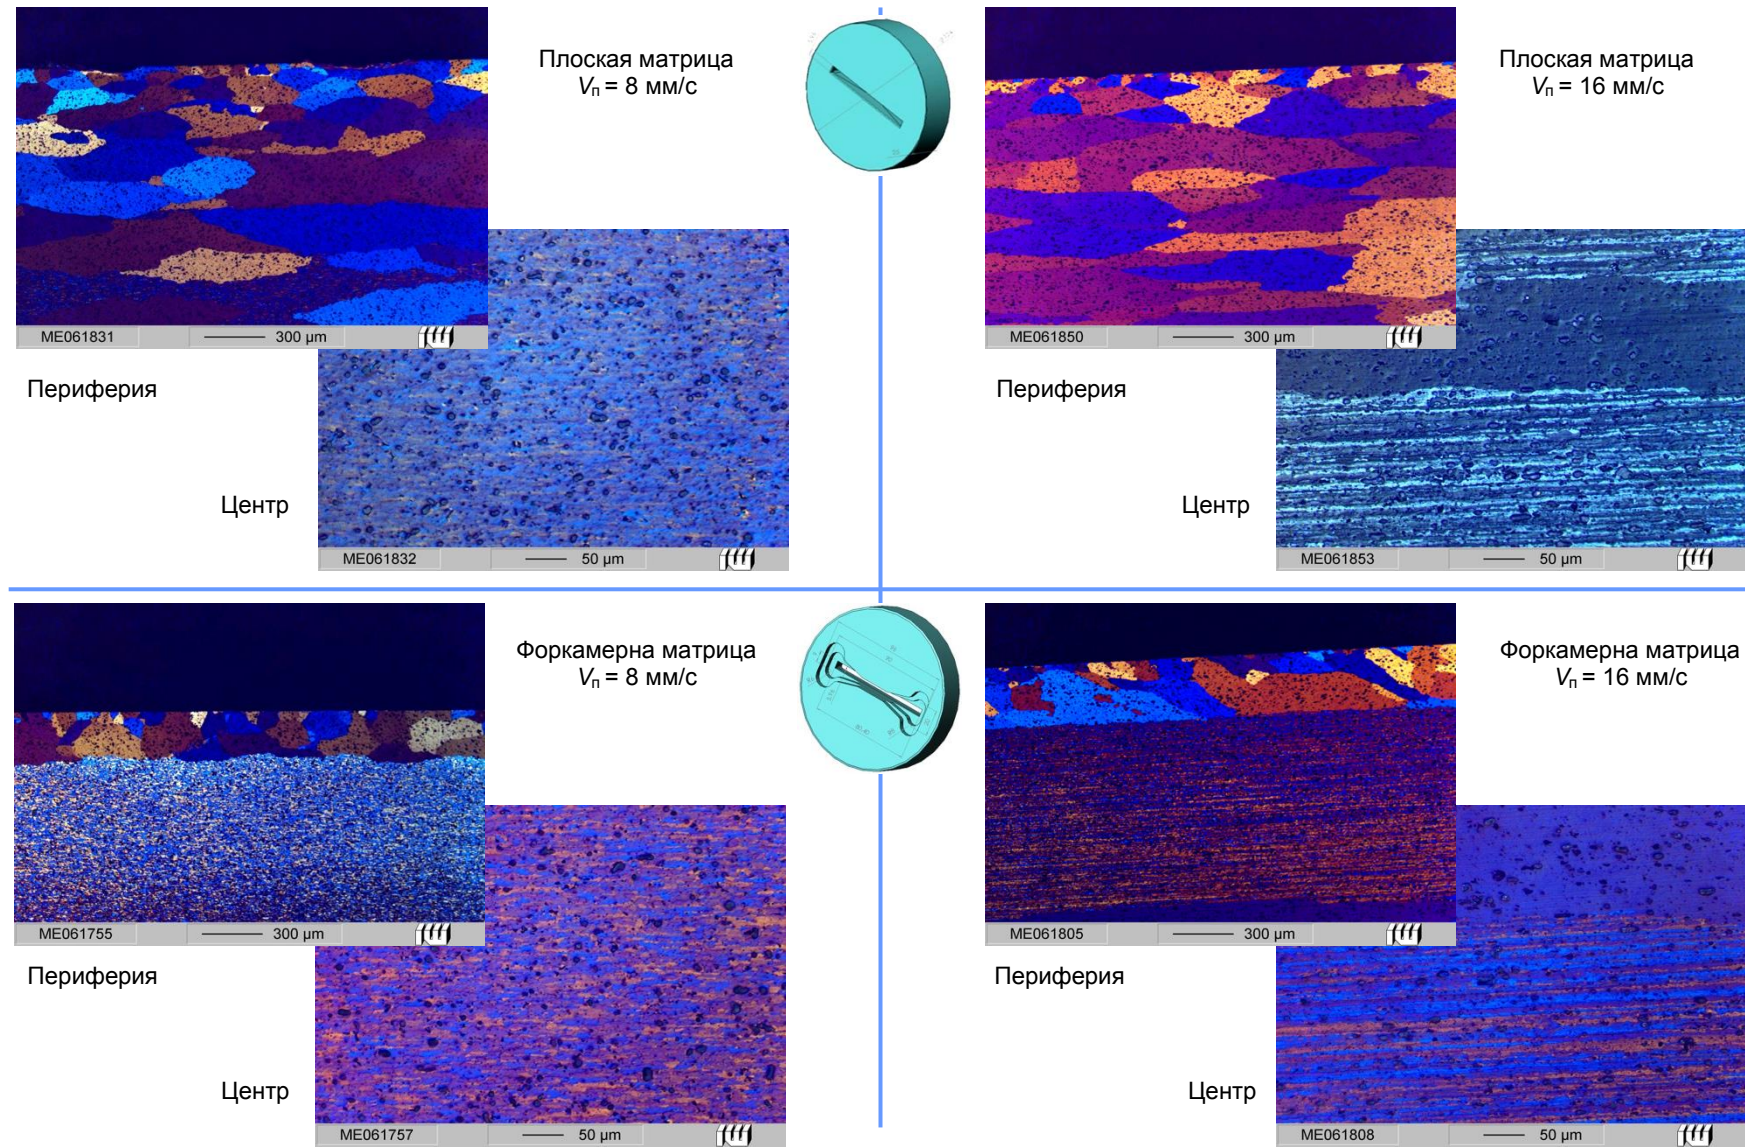 Плоская матрица
Vп = 8 мм/с
ME061831
300 µm
Периферия
ME061832
50 µm
Центр
Плоская матрица
Vп = 16 мм/с
ME061850
300 µm
Периферия
ME061853
50 µm
Центр
Форкамерна матрица
Vп = 8 мм/с
ME061755
300 µm
Периферия
ME061757
50 µm
Центр
Форкамерна матрица
Vп = 16 мм/с
ME061805
300 µm
Периферия
ME061808
50 µm
Центр